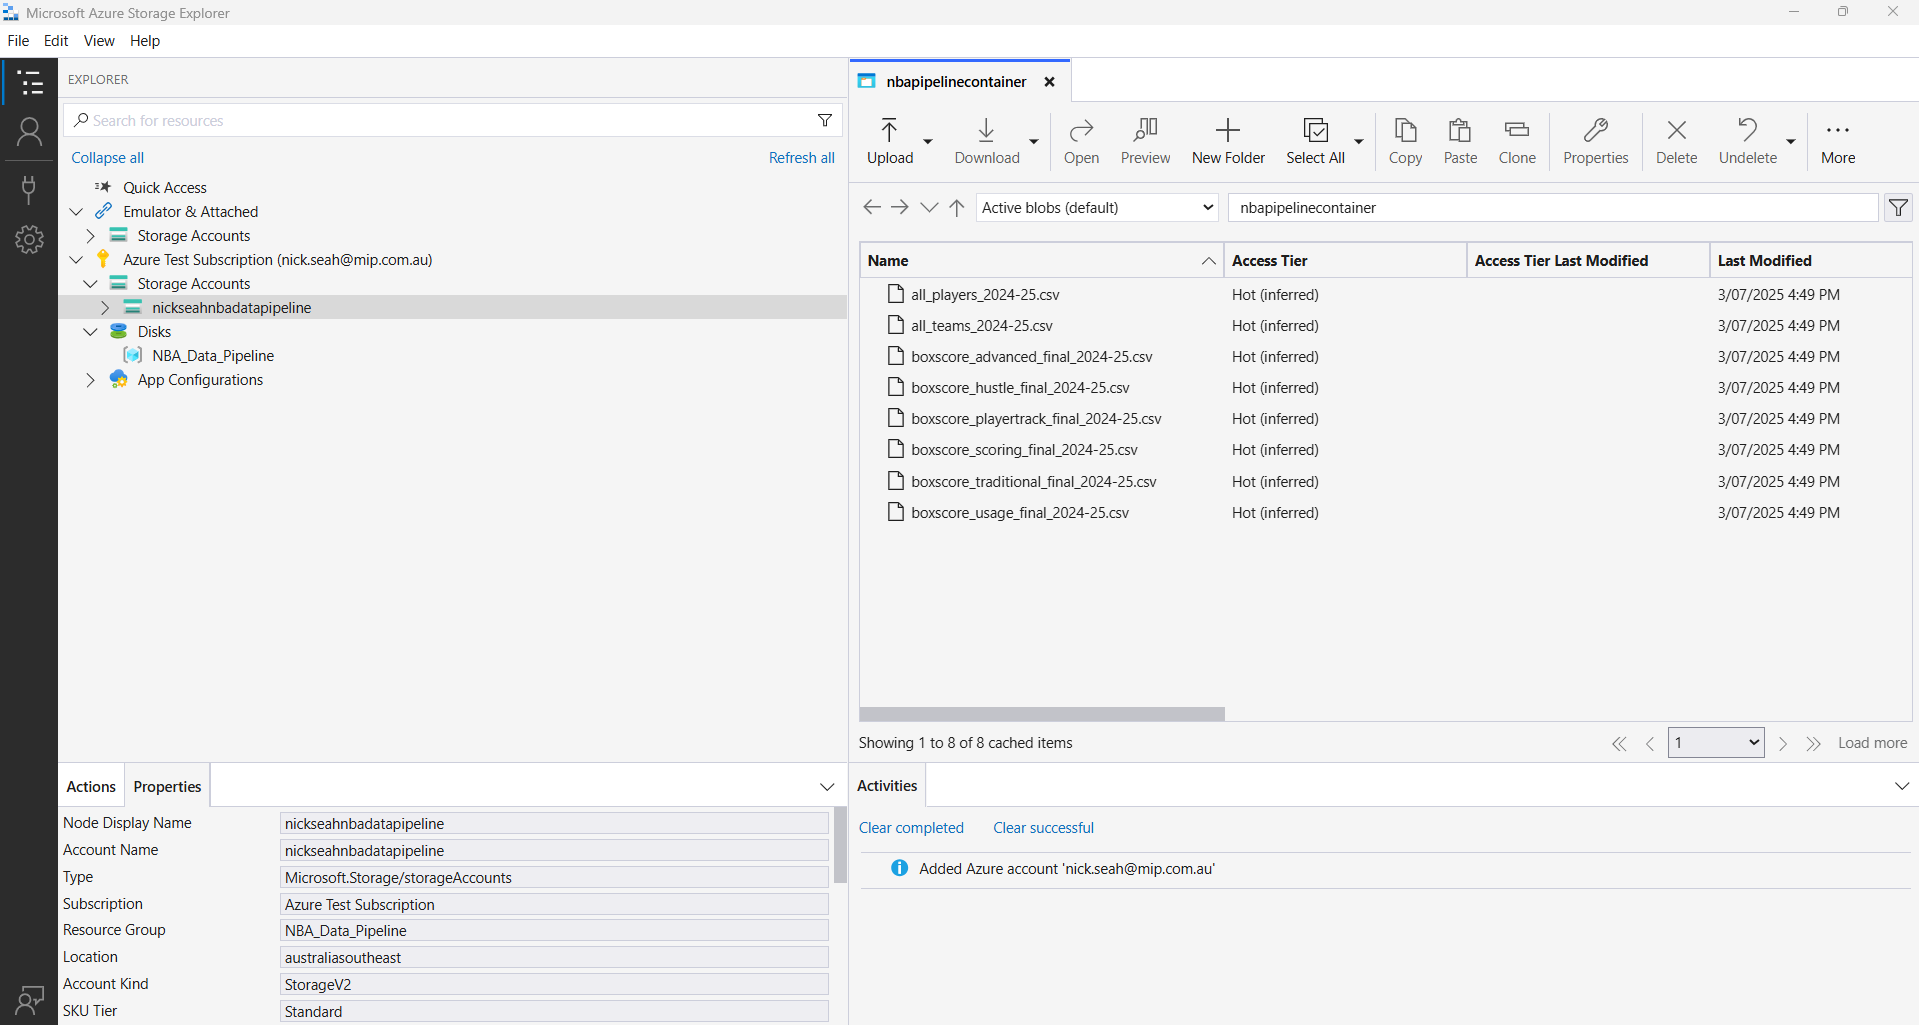 Microsoft Azure Storage Explorer
File Edit View Help
EXPLORER
Search for resources
Collapse all Refresh all
Quick Access
Emulator & Attached
Storage Accounts
Azure Test Subscription (nick.seah@mip.com.au)
Storage Accounts
nickseahnbadatapipeline
Disks
NBA_Data_Pipeline
App Configurations
Actions Properties
Node Display Name nickseahnbadatapipeline
Account Name nickseahnbadatapipeline
Type Microsoft.Storage/storageAccounts
Subscription Azure Test Subscription
Resource Group NBA_Data_Pipeline
Location australiasoutheast
Account Kind StorageV2
SKU Tier Standard
nbapipelinecontainer
Upload Download Open Preview New Folder Select All Copy Paste Clone Properties Delete Undelete More
Active blobs (default) nbapipelinecontainer
Name Access Tier Access Tier Last Modified Last Modified
all_players_2024-25.csv Hot (inferred) 3/07/2025 4:49 PM
all_teams_2024-25.csv Hot (inferred) 3/07/2025 4:49 PM
boxscore_advanced_final_2024-25.csv Hot (inferred) 3/07/2025 4:49 PM
boxscore_hustle_final_2024-25.csv Hot (inferred) 3/07/2025 4:49 PM
boxscore_playertrack_final_2024-25.csv Hot (inferred) 3/07/2025 4:49 PM
boxscore_scoring_final_2024-25.csv Hot (inferred) 3/07/2025 4:49 PM
boxscore_traditional_final_2024-25.csv Hot (inferred) 3/07/2025 4:49 PM
boxscore_usage_final_2024-25.csv Hot (inferred) 3/07/2025 4:49 PM
Showing 1 to 8 of 8 cached items 1 Load more
Activities
Clear completed Clear successful
Added Azure account 'nick.seah@mip.com.au'